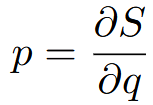 p = ∂S/∂q